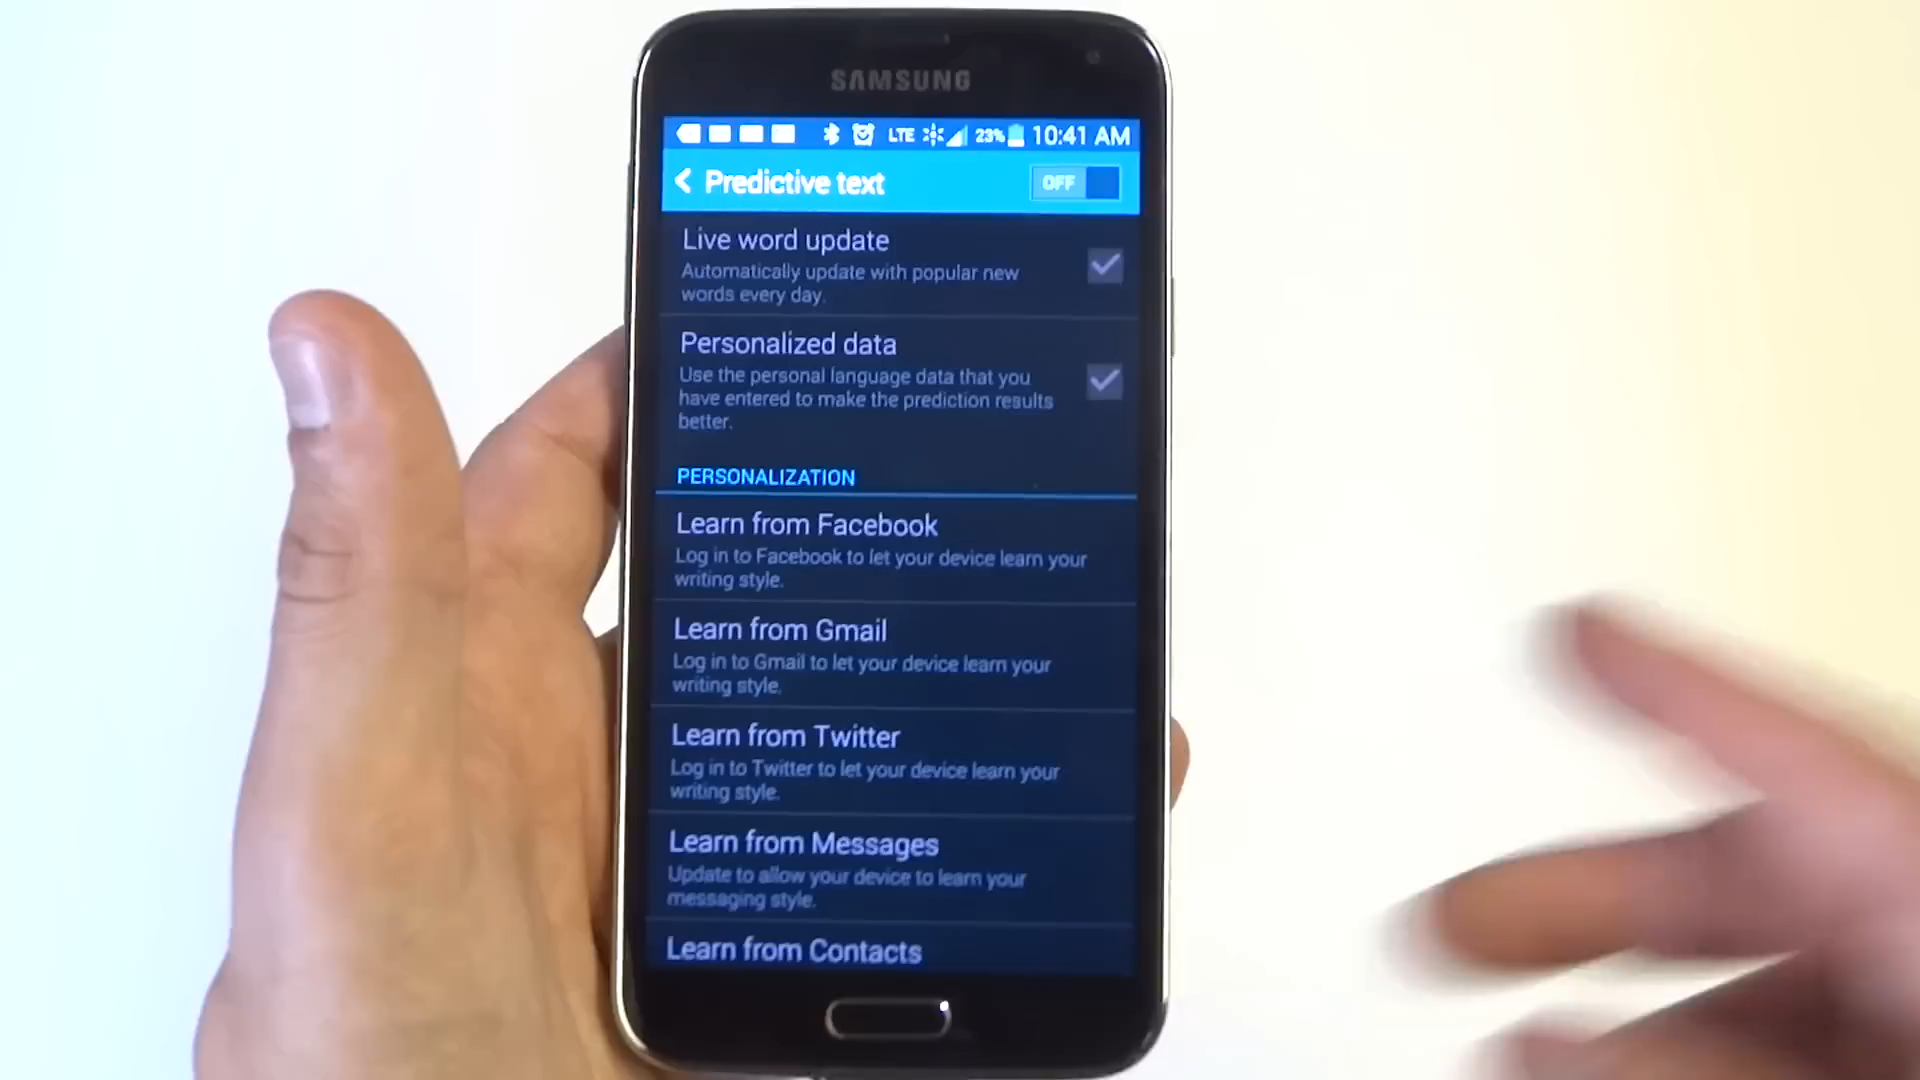 SAMSUNG
LTE 23% 10:41 AM
Predictive text OFF
Live word update
Automatically update with popular new
words every day.
Personalized data
Use the personal language data that you
have entered to make the prediction results
better.
PERSONALIZATION
Learn from Facebook
Log in to Facebook to let your device learn your
writing style.
Learn from Gmail
Log in to Gmail to let your device learn your
writing style.
Learn from Twitter
Log in to Twitter to let your device learn your
writing style.
Learn from Messages
Update to allow your device to learn your
messaging style.
Learn from Contacts